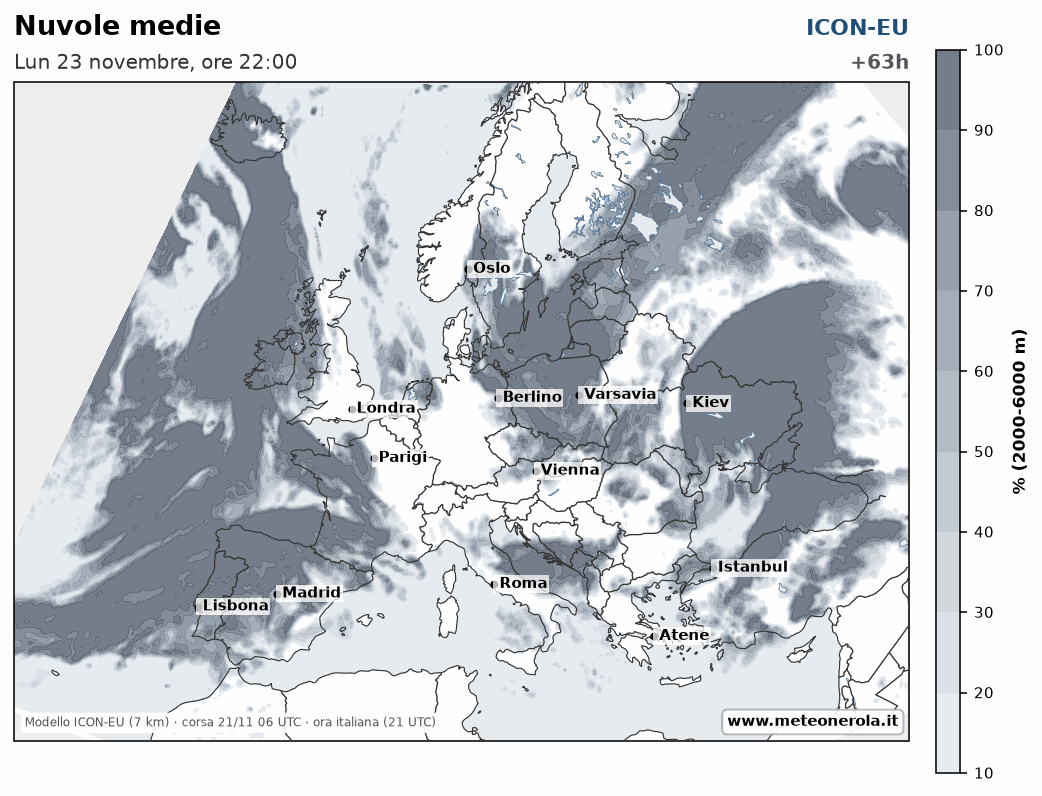 Nuvole medie
ICON-EU
Lun 23 novembre, ore 22:00
+63h
100
90
80
70
60
50
40
30
20
10
% (2000-6000 m)
Oslo
Berlino
Varsavia
Kiev
Londra
Parigi
Vienna
Istanbul
Roma
Madrid
Lisbona
Atene
Modello ICON-EU (7 km) · corsa 21/11 06 UTC · ora italiana (21 UTC)
www.meteonerola.it